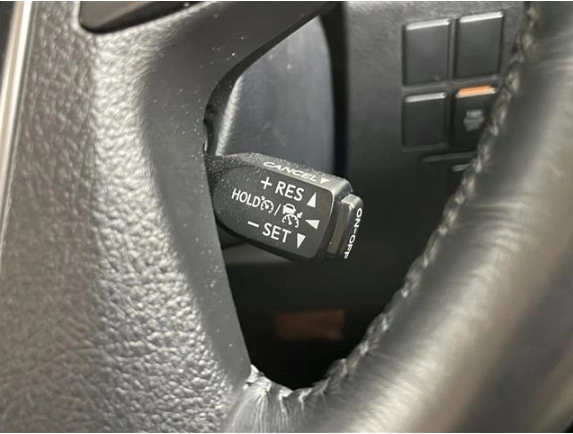 CANCEL▼
+ RES ▲
HOLD / ◀
− SET ▼
ON-OFF